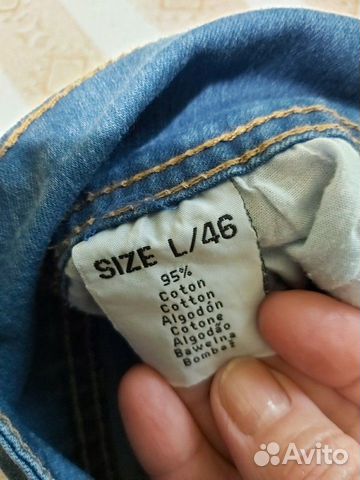 SIZE L/46
95%
Coton
Cotton
Algodón
Cotone
Algodão
Bawełna
Bombaż
Avito